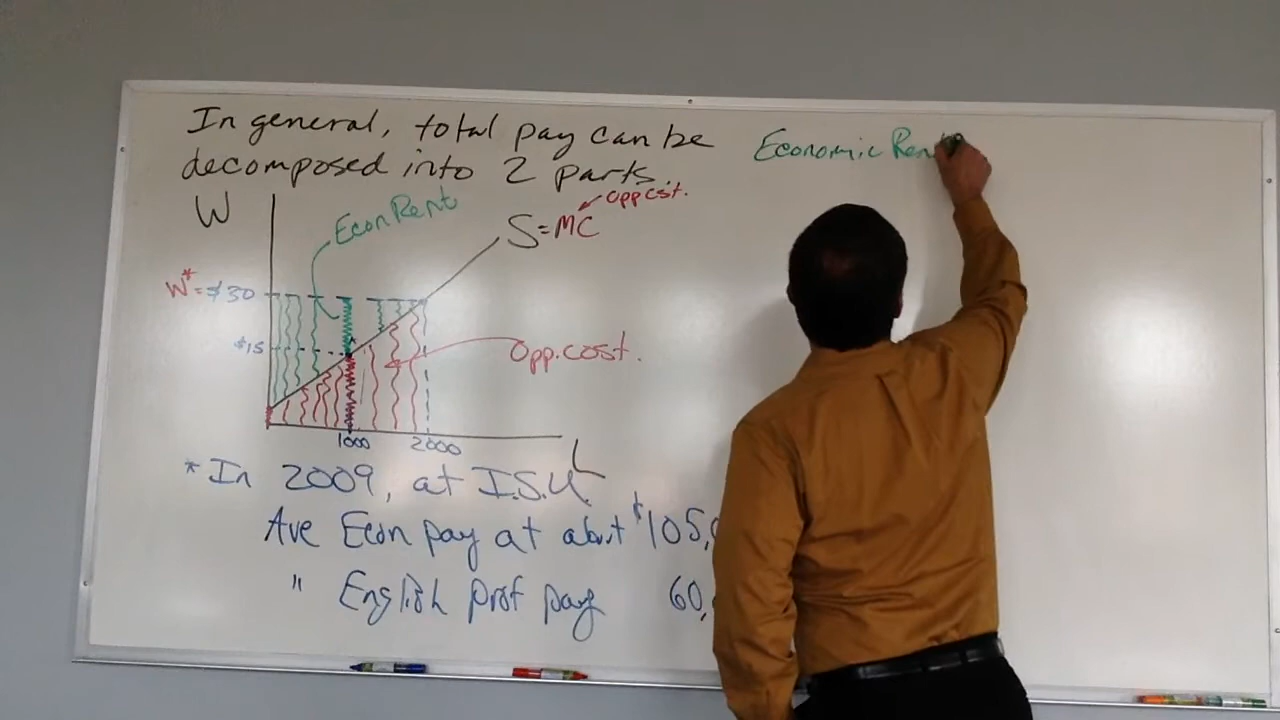 In general, total pay can be
decomposed into 2 parts.
Economic Ren
W
Econ Rent
opp cost.
S=MC
W*=$30
$15
Opp. cost.
1000
2000
L
* In 2009, at I.S.U.
Ave Econ pay at about $105,
" English prof pay 60,